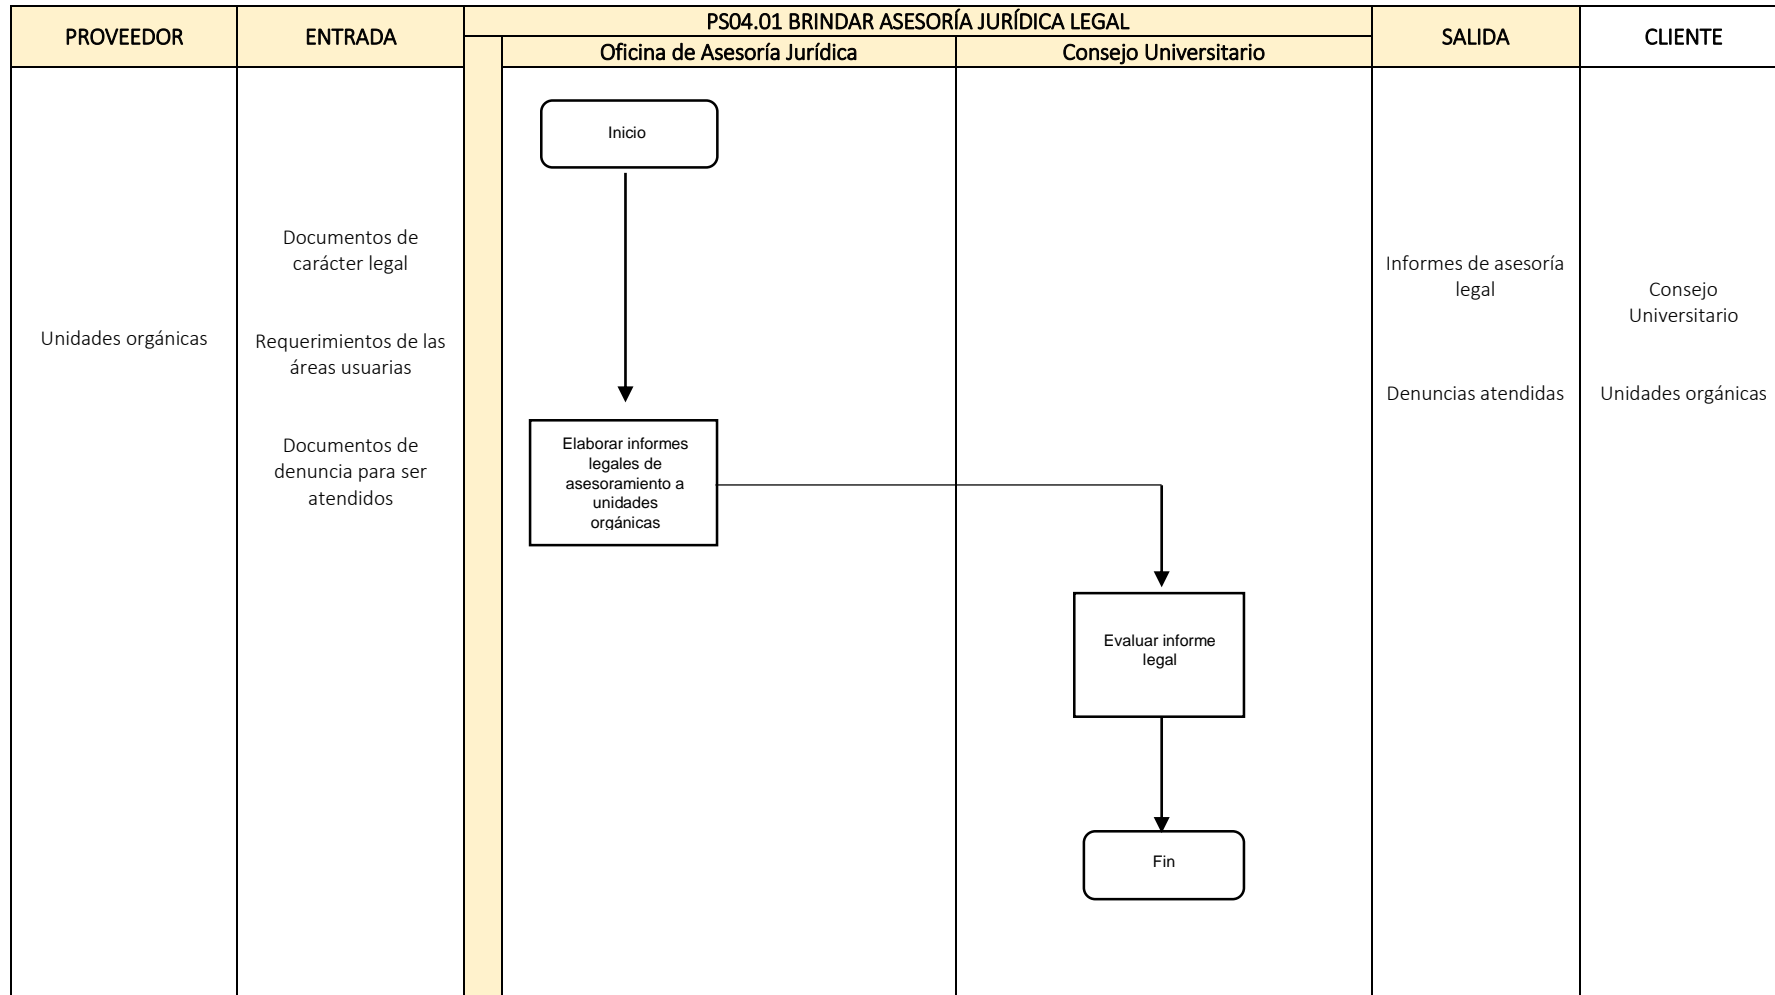 PROVEEDOR
ENTRADA
PS04.01 BRINDAR ASESORÍA JURÍDICA LEGAL
Oficina de Asesoría Jurídica
Consejo Universitario
SALIDA
CLIENTE
Unidades orgánicas
Documentos de
carácter legal
Requerimientos de las
áreas usuarias
Documentos de
denuncia para ser
atendidos
Inicio
Elaborar informes
legales de
asesoramiento a
unidades
orgánicas
Evaluar informe
legal
Fin
Informes de asesoría
legal
Denuncias atendidas
Consejo
Universitario
Unidades orgánicas